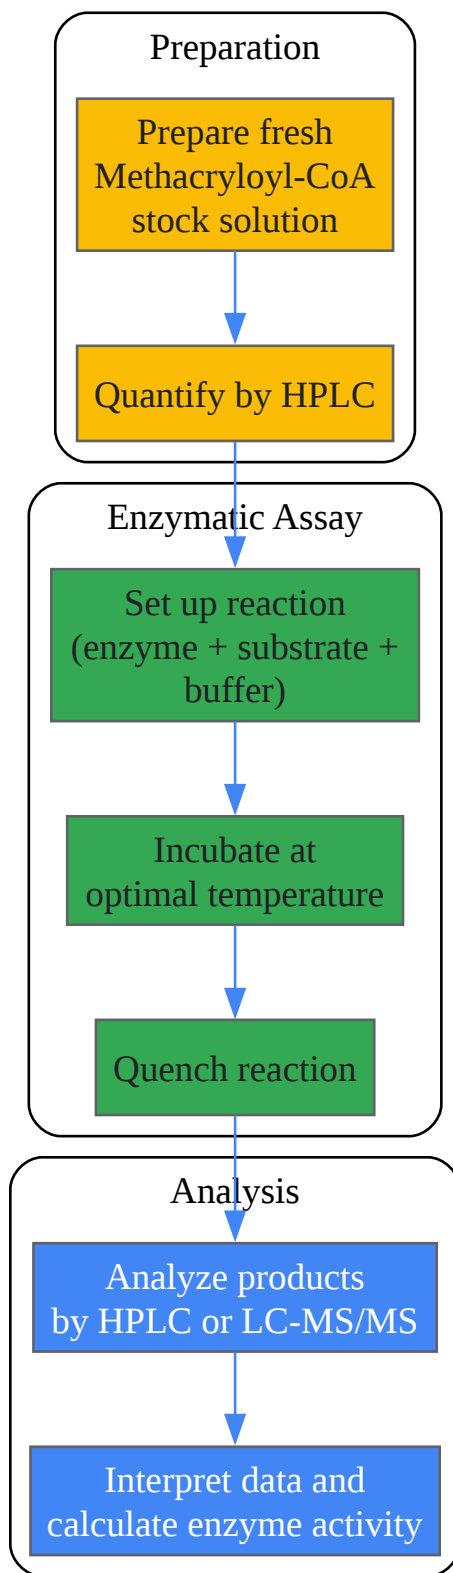 Preparation
Prepare fresh
Methacryloyl-CoA
stock solution
Quantify by HPLC
Enzymatic Assay
Set up reaction
(enzyme + substrate +
buffer)
Incubate at
optimal temperature
Quench reaction
Analysis
Analyze products
by HPLC or LC-MS/MS
Interpret data and
calculate enzyme activity